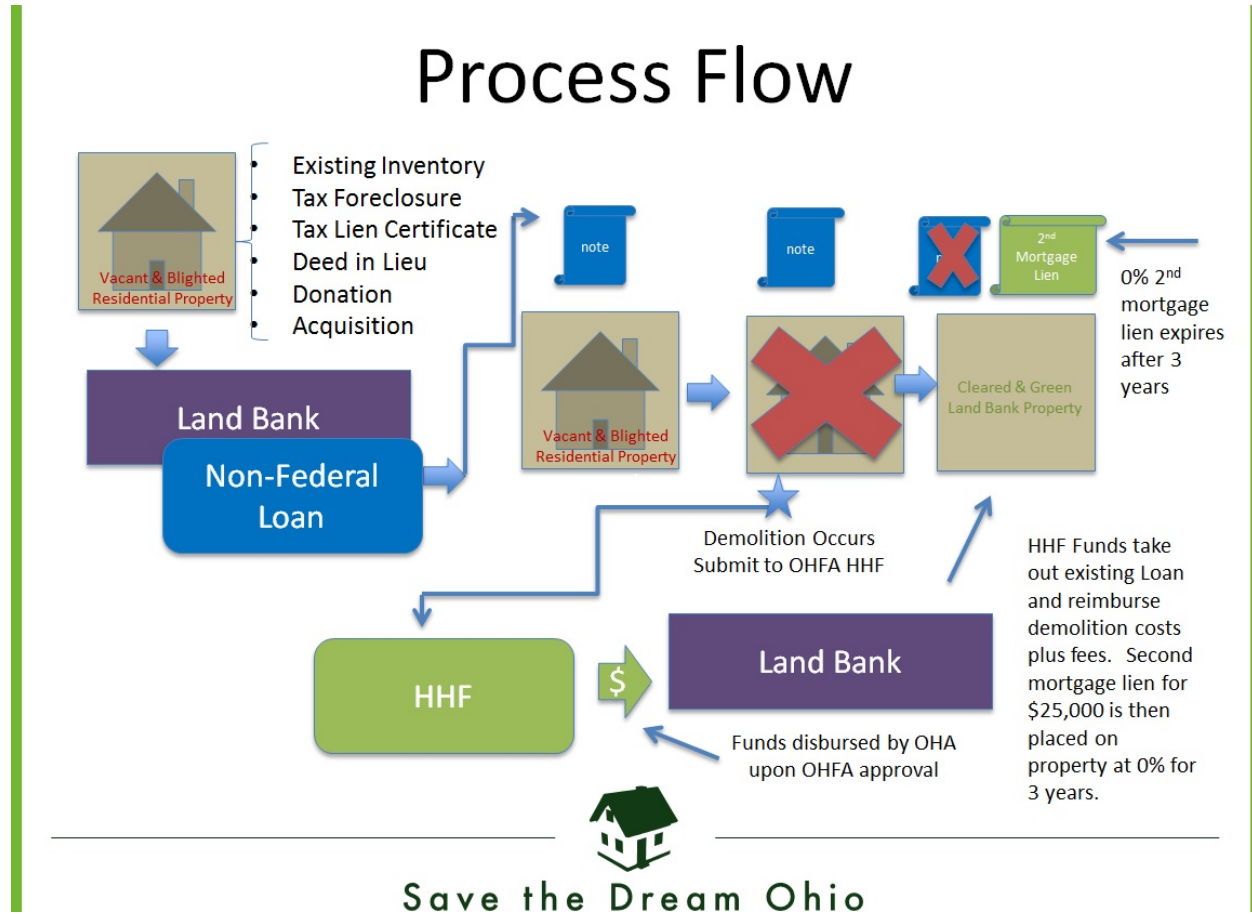 Process Flow
• Existing Inventory
• Tax Foreclosure
• Tax Lien Certificate
• Deed in Lieu
• Donation
• Acquisition
Vacant & Blighted
Residential Property
Land Bank
Non-Federal
Loan
note
Vacant & Blighted
Residential Property
note
2nd
Mortgage
Lien
0% 2nd
mortgage
lien expires
after 3
years
Cleared & Green
Land Bank Property
Demolition Occurs
Submit to OHFA HHF
HHF
$
Land Bank
Funds disbursed by OHA
upon OHFA approval
HHF Funds take
out existing Loan
and reimburse
demolition costs
plus fees. Second
mortgage lien for
$25,000 is then
placed on
property at 0% for
3 years.
Save the Dream Ohio